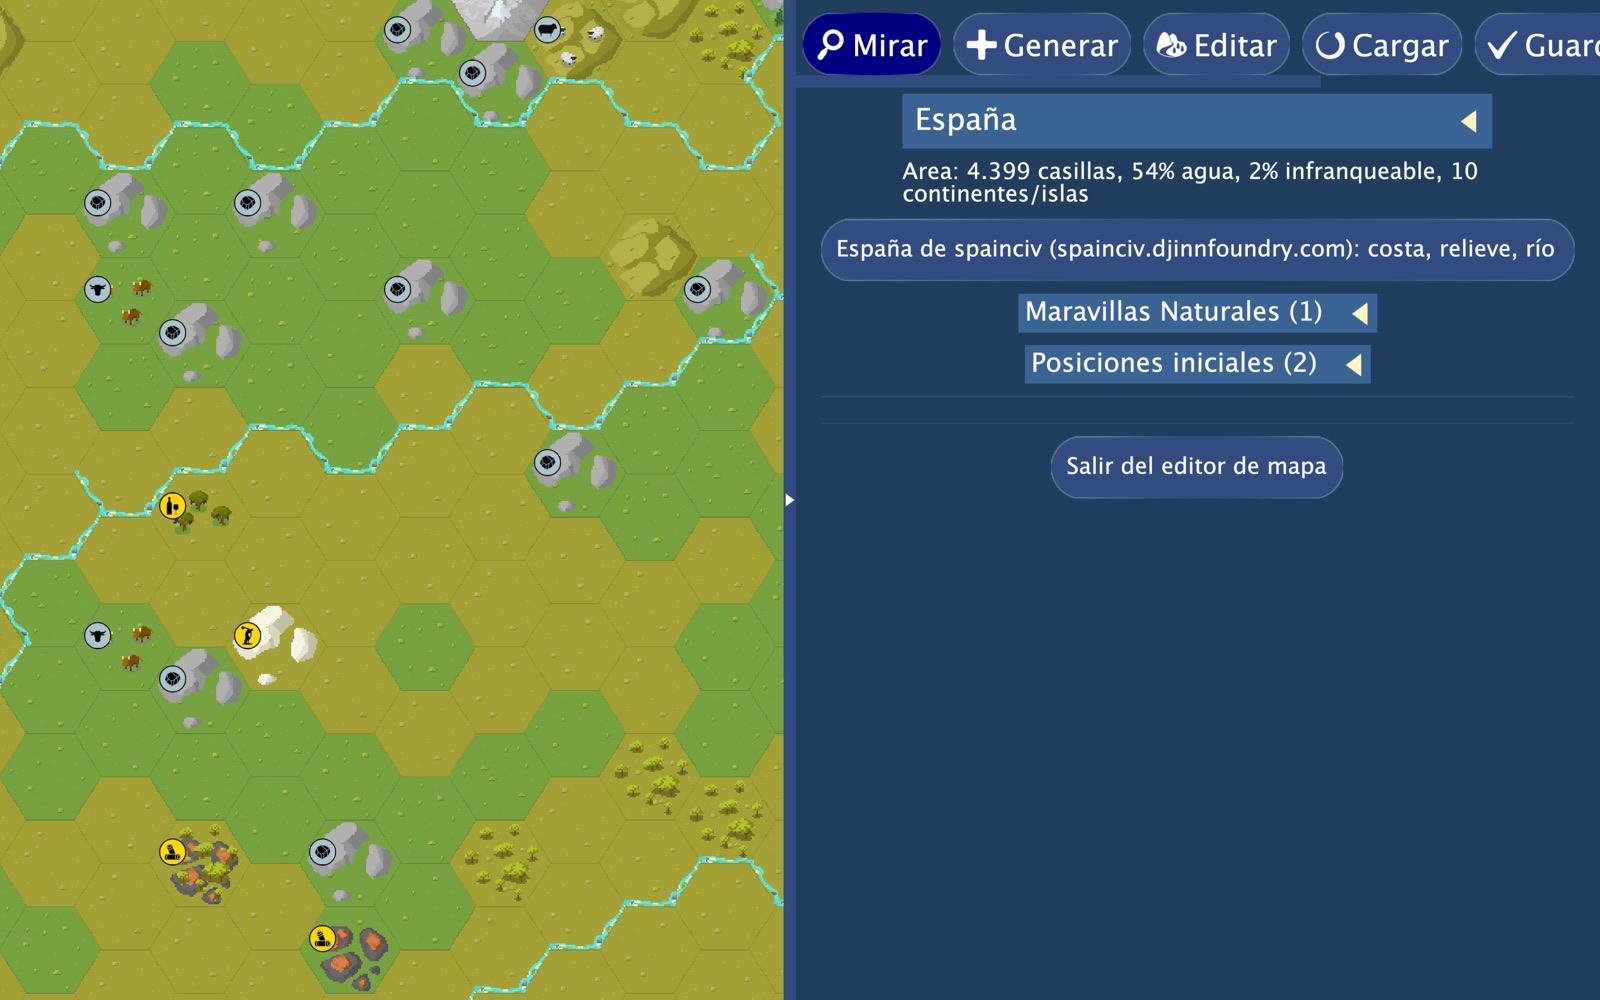 Mirar
Generar
Editar
Cargar
Guar
España
Area: 4.399 casillas, 54% agua, 2% infranqueable, 10
continentes/islas
España de spainciv (spainciv.djinnfoundry.com): costa, relieve, río
Maravillas Naturales (1)
Posiciones iniciales (2)
Salir del editor de mapa